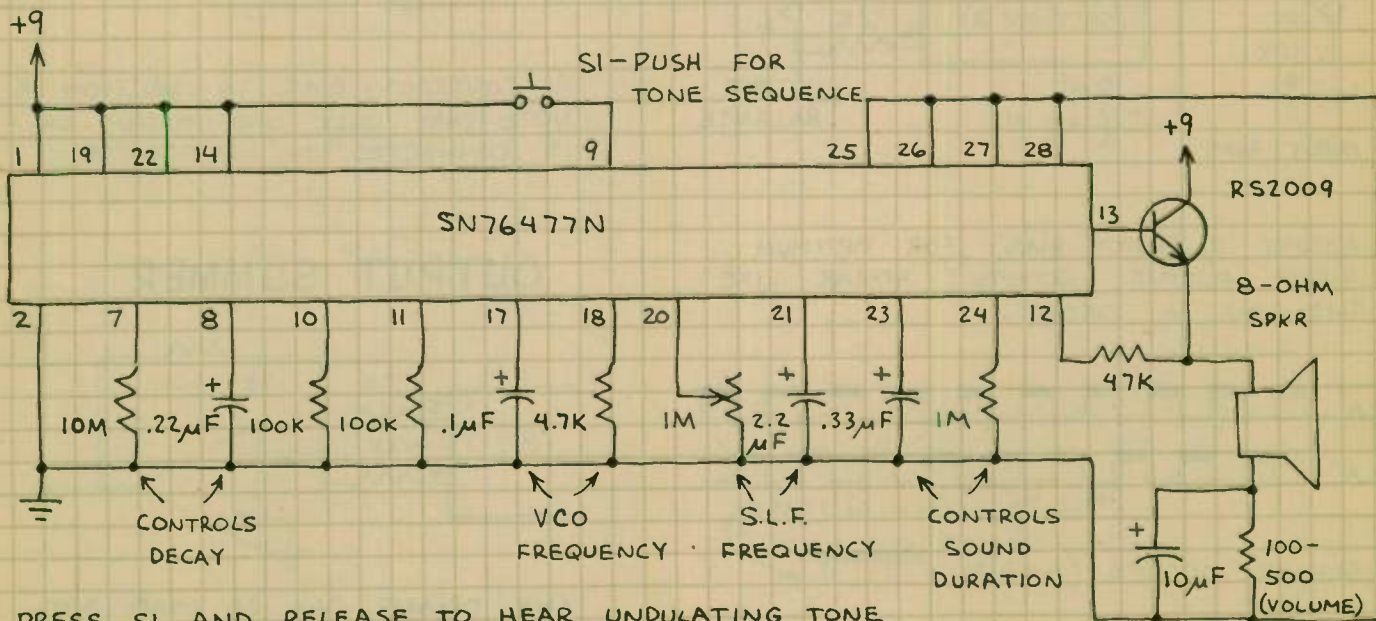 +9
S1-PUSH FOR
TONE SEQUENCE
+9
1 19 22 14 9 25 26 27 28
RS2009
SN76477N
13
8-OHM
SPKR
2 7 8 10 11 17 18 20 21 23 24 12
+ + + +
47K
10M .22µF 100K 100K .1µF 4.7K 1M 2.2 µF .33µF 1M
CONTROLS
DECAY
VCO
FREQUENCY
S.L.F.
FREQUENCY
CONTROLS
SOUND
DURATION
+
10µF
100-
500
(VOLUME)
PRESS S1 AND RELEASE TO HEAR UNDULATING TONE